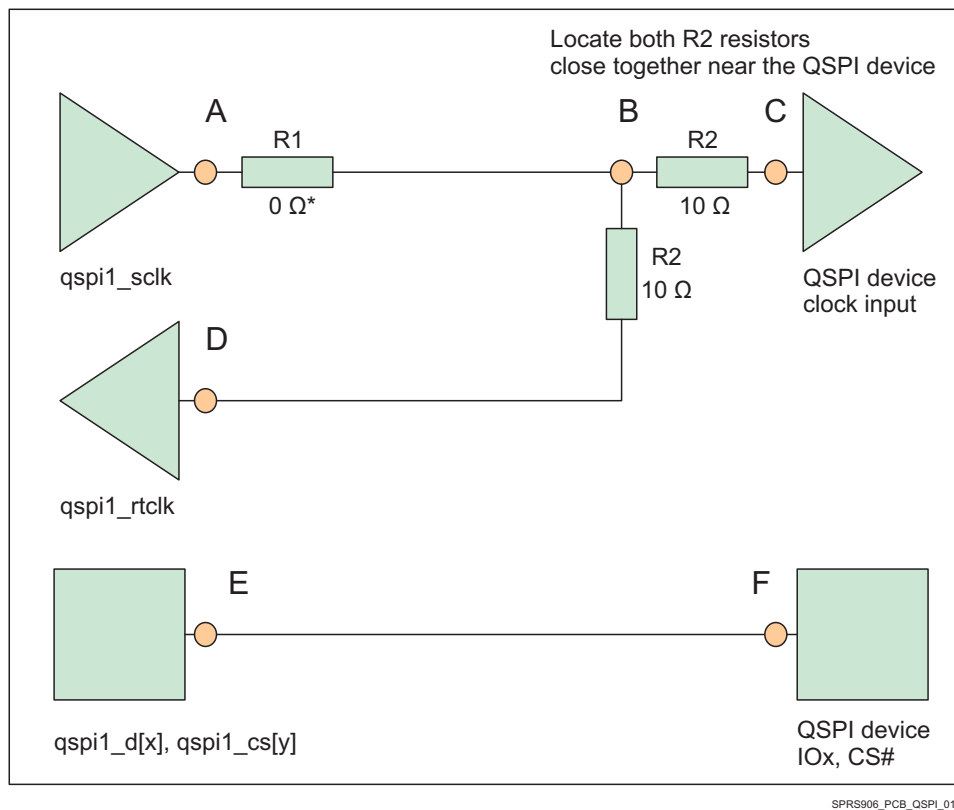 Locate both R2 resistors
close together near the QSPI device
A
R1
0 Ω*
B
R2
10 Ω
C
qspi1_sclk
R2
10 Ω
QSPI device
clock input
D
qspi1_rtclk
E
F
qspi1_d[x], qspi1_cs[y]
QSPI device
IOx, CS#
SPRS906_PCB_QSPI_01